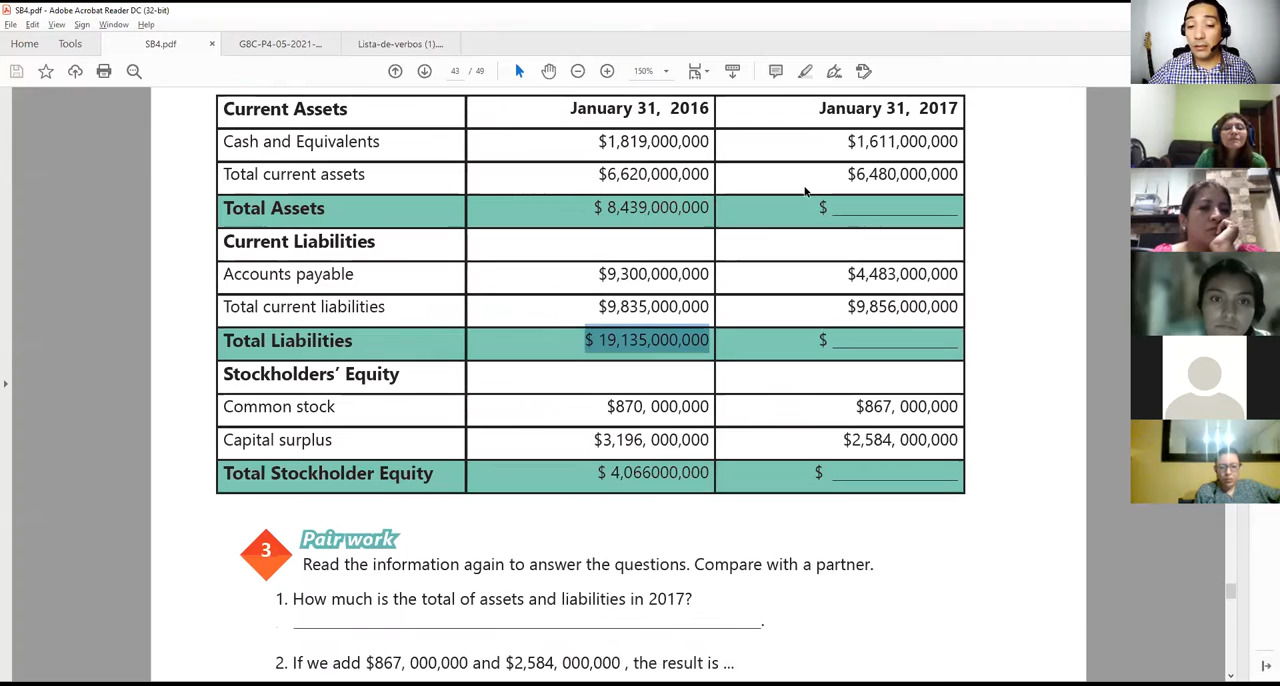 SB4.pdf - Adobe Acrobat Reader DC (32-bit)
File Edit View Sign Window Help
Home Tools SB4.pdf × G8C-P4-05-2021-... Lista-de-verbos (1)....
43 / 49 150%
Current Assets January 31, 2016 January 31, 2017
Cash and Equivalents $1,819,000,000 $1,611,000,000
Total current assets $6,620,000,000 $6,480,000,000
Total Assets $ 8,439,000,000 $ ______________
Current Liabilities
Accounts payable $9,300,000,000 $4,483,000,000
Total current liabilities $9,835,000,000 $9,856,000,000
Total Liabilities $ 19,135,000,000 $ ______________
Stockholders’ Equity
Common stock $870, 000,000 $867, 000,000
Capital surplus $3,196, 000,000 $2,584, 000,000
Total Stockholder Equity $ 4,066000,000 $ ______________
3 Pair work
Read the information again to answer the questions. Compare with a partner.
1. How much is the total of assets and liabilities in 2017?
______________________________________________.
2. If we add $867, 000,000 and $2,584, 000,000 , the result is ...